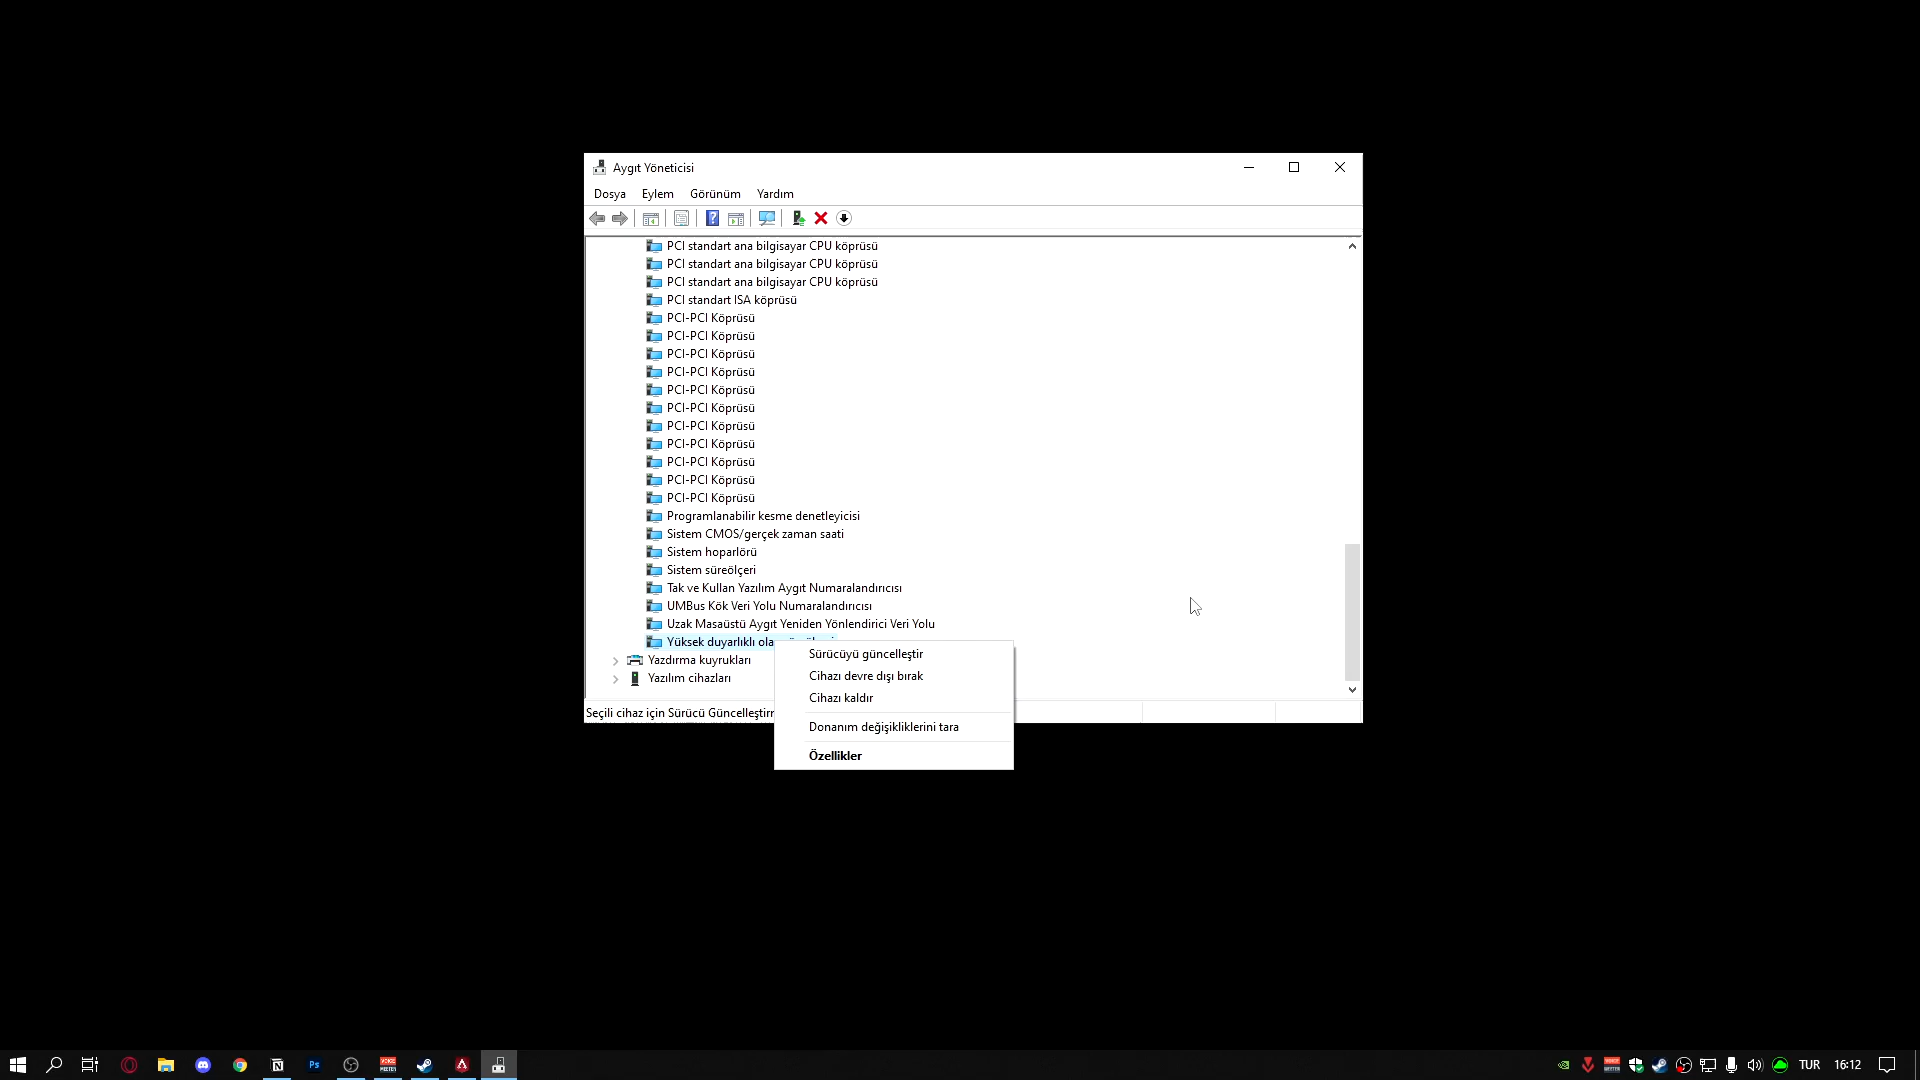 Aygıt Yöneticisi
Dosya Eylem Görünüm Yardım
PCI standart ana bilgisayar CPU köprüsü
PCI standart ana bilgisayar CPU köprüsü
PCI standart ana bilgisayar CPU köprüsü
PCI standart ISA köprüsü
PCI-PCI Köprüsü
PCI-PCI Köprüsü
PCI-PCI Köprüsü
PCI-PCI Köprüsü
PCI-PCI Köprüsü
PCI-PCI Köprüsü
PCI-PCI Köprüsü
PCI-PCI Köprüsü
PCI-PCI Köprüsü
PCI-PCI Köprüsü
PCI-PCI Köprüsü
Programlanabilir kesme denetleyicisi
Sistem CMOS/gerçek zaman saati
Sistem hoparlörü
Sistem süreölçeri
Tak ve Kullan Yazılım Aygıt Numaralandırıcısı
UMBus Kök Veri Yolu Numaralandırıcısı
Uzak Masaüstü Aygıt Yeniden Yönlendirici Veri Yolu
Yüksek duyarlıklı
Yazdırma kuyrukları
Yazılım cihazları
Sürücüyü güncelleştir
Cihazı devre dışı bırak
Cihazı kaldır
Donanım değişikliklerini tara
Özellikler
Seçili cihaz için Sürücü
TUR 16:12